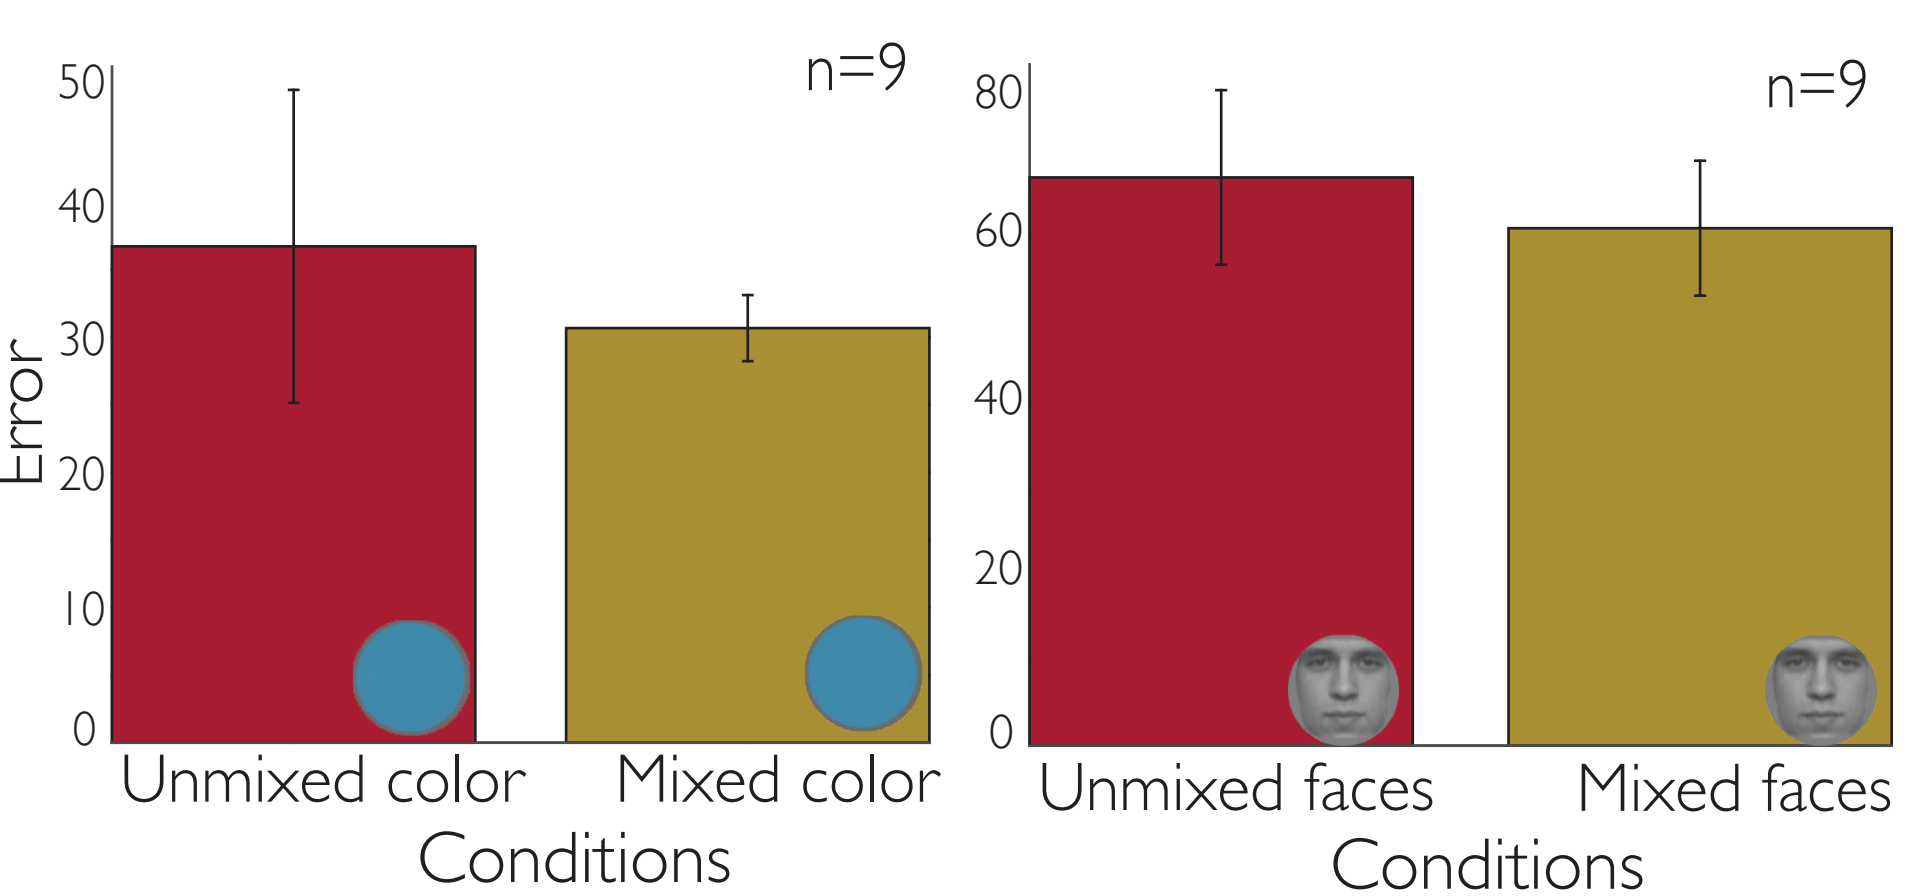 n=9
50
40
30
20
10
0
Error
Unmixed color
Mixed color
Conditions
n=9
80
60
40
20
0
Unmixed faces
Mixed faces
Conditions